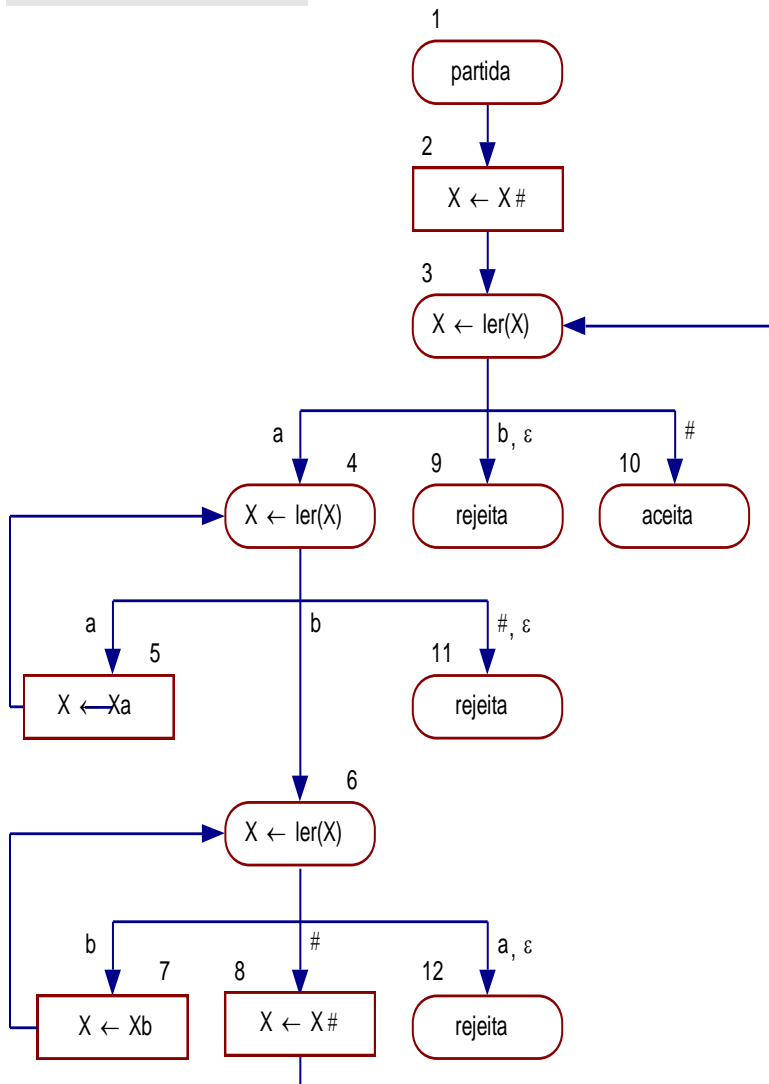 1
partida
2
X ← X #
3
X ← ler(X)
a
b, ε
#
4
9
10
X ← ler(X)
rejeita
aceita
a
b
#, ε
5
11
X ← Xa
rejeita
6
X ← ler(X)
b
#
a, ε
7
8
12
X ← Xb
X ← X #
rejeita